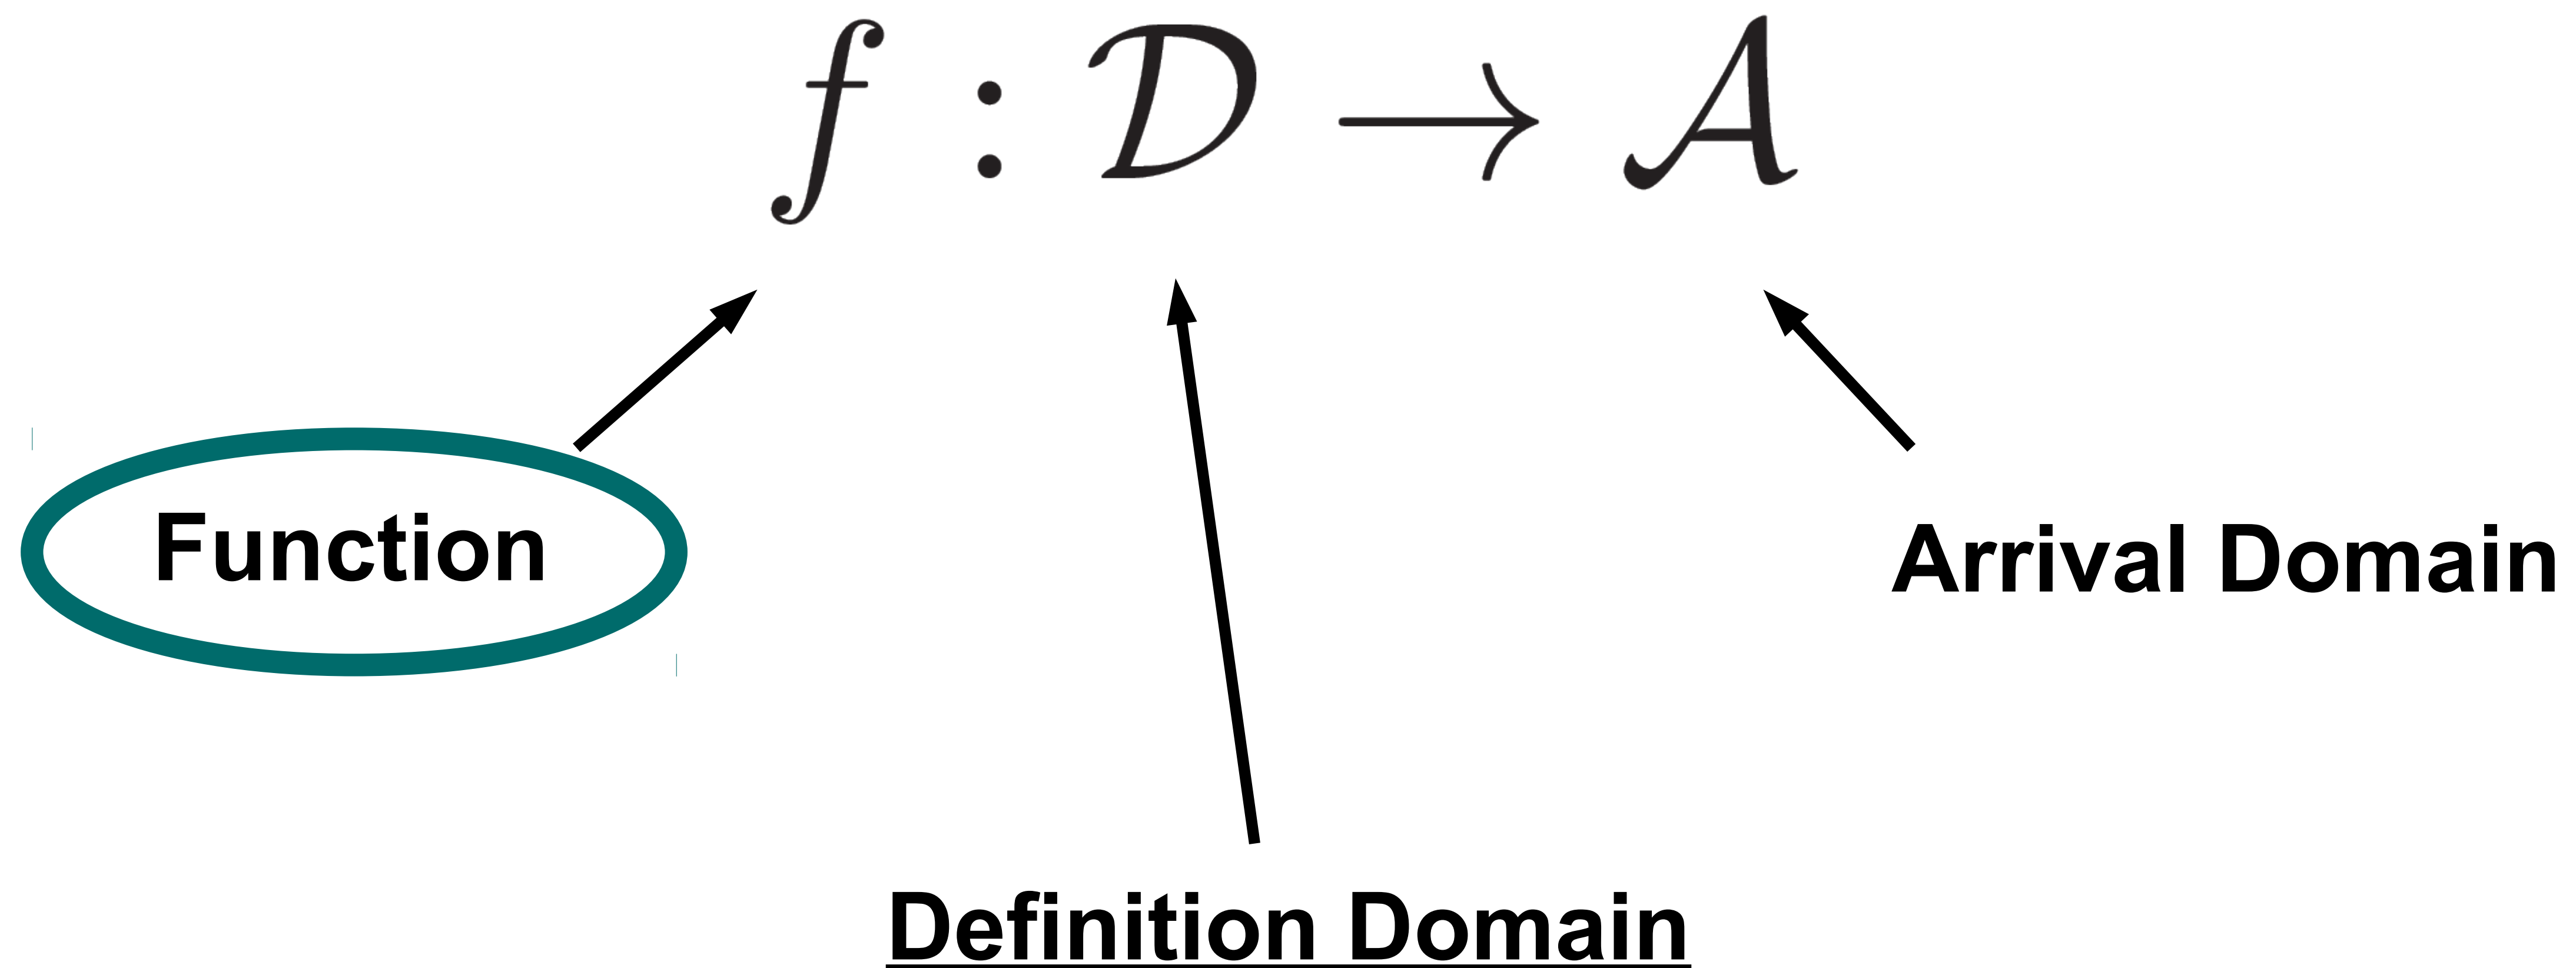 f : 𝒟 → 𝒜
Function
Arrival Domain
Definition Domain